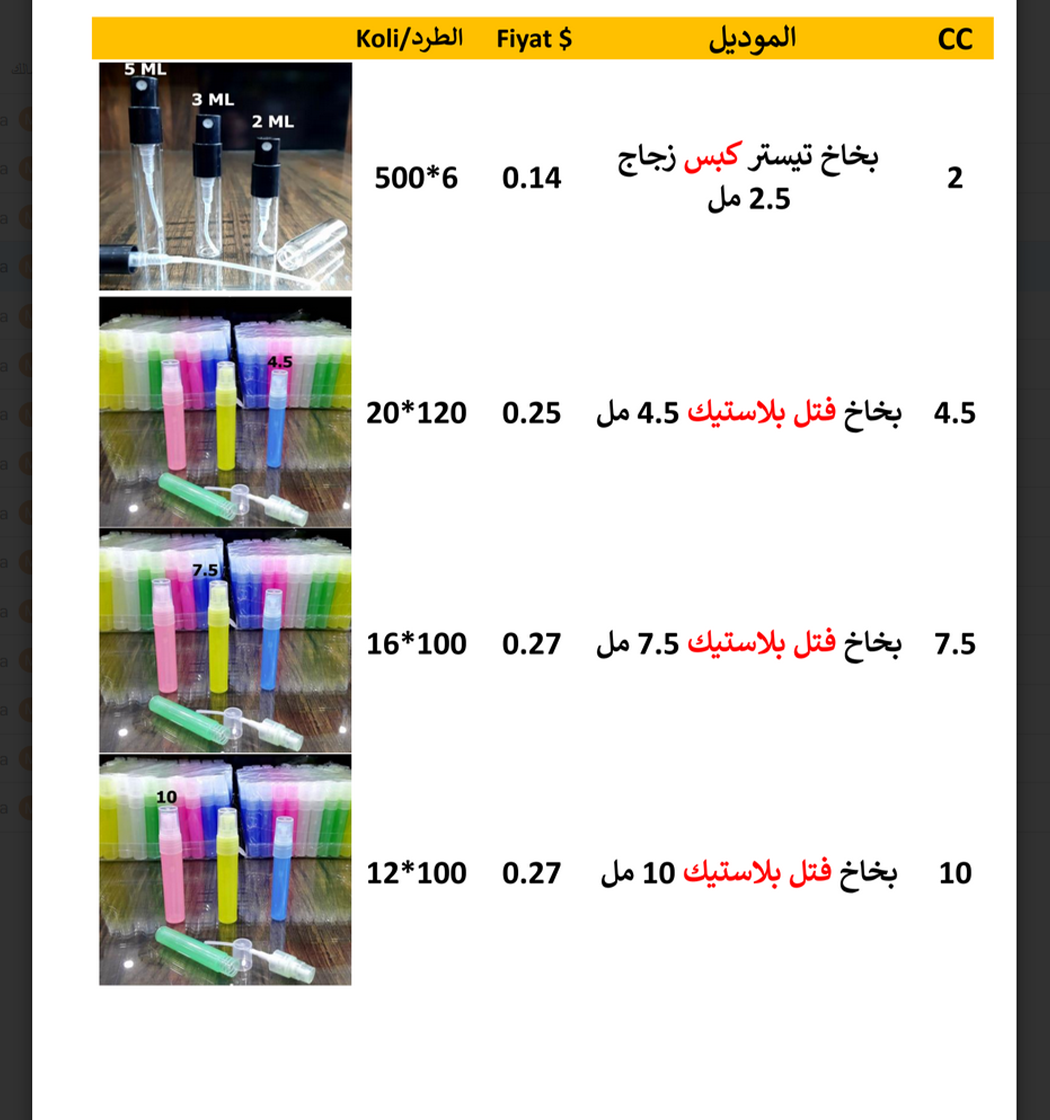 CC الموديل Fiyat $ Koli/الطرد
5 ML
3 ML
2 ML
2 بخاخ تيستر كبس زجاج 0.14 500*6
2.5 مل
4.5
4.5 بخاخ فتل بلاستيك 4.5 مل 0.25 20*120
7.5
7.5 بخاخ فتل بلاستيك 7.5 مل 0.27 16*100
10
10 بخاخ فتل بلاستيك 10 مل 0.27 12*100